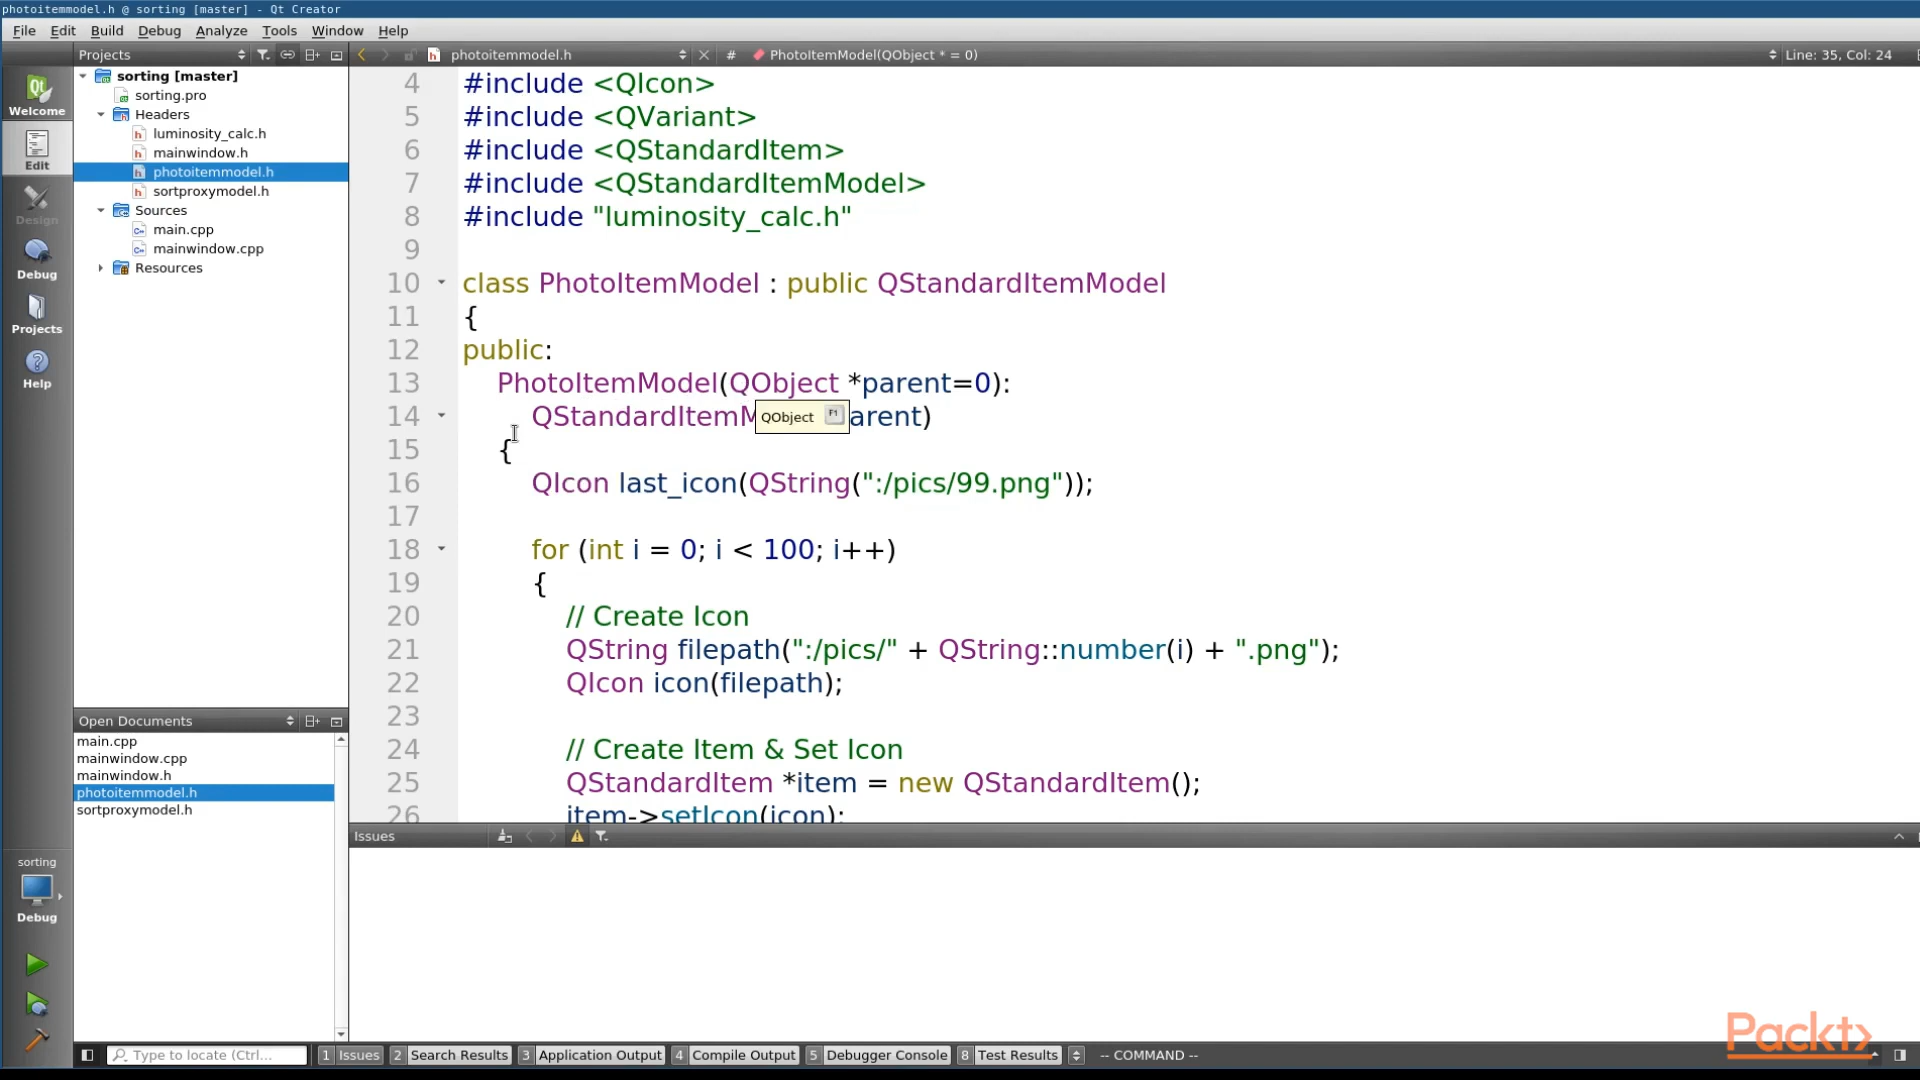 photoitemmodel.h @ sorting [master] - Qt Creator
File Edit Build Debug Analyze Tools Window Help
Projects
photoitemmodel.h
# PhotoItemModel(QObject * = 0)
Line: 35, Col: 24
Welcome
Edit
Design
Debug
Projects
Help
sorting [master]
sorting.pro
Headers
luminosity_calc.h
mainwindow.h
photoitemmodel.h
sortproxymodel.h
Sources
main.cpp
mainwindow.cpp
Resources
4 #include <QIcon>
5 #include <QVariant>
6 #include <QStandardItem>
7 #include <QStandardItemModel>
8 #include "luminosity_calc.h"
9
10 class PhotoItemModel : public QStandardItemModel
11 {
12 public:
13 PhotoItemModel(QObject *parent=0):
14 QStandardItemM QObject F1 arent)
15 {
16 QIcon last_icon(QString(":/pics/99.png"));
17
18 for (int i = 0; i < 100; i++)
19 {
20 // Create Icon
21 QString filepath(":/pics/" + QString::number(i) + ".png");
22 QIcon icon(filepath);
23
24 // Create Item & Set Icon
25 QStandardItem *item = new QStandardItem();
26 item->setIcon(icon);
Open Documents
main.cpp
mainwindow.cpp
mainwindow.h
photoitemmodel.h
sortproxymodel.h
Issues
sorting
Debug
Packt>
Type to locate (Ctrl...
1 Issues 2 Search Results 3 Application Output 4 Compile Output 5 Debugger Console 8 Test Results -- COMMAND --